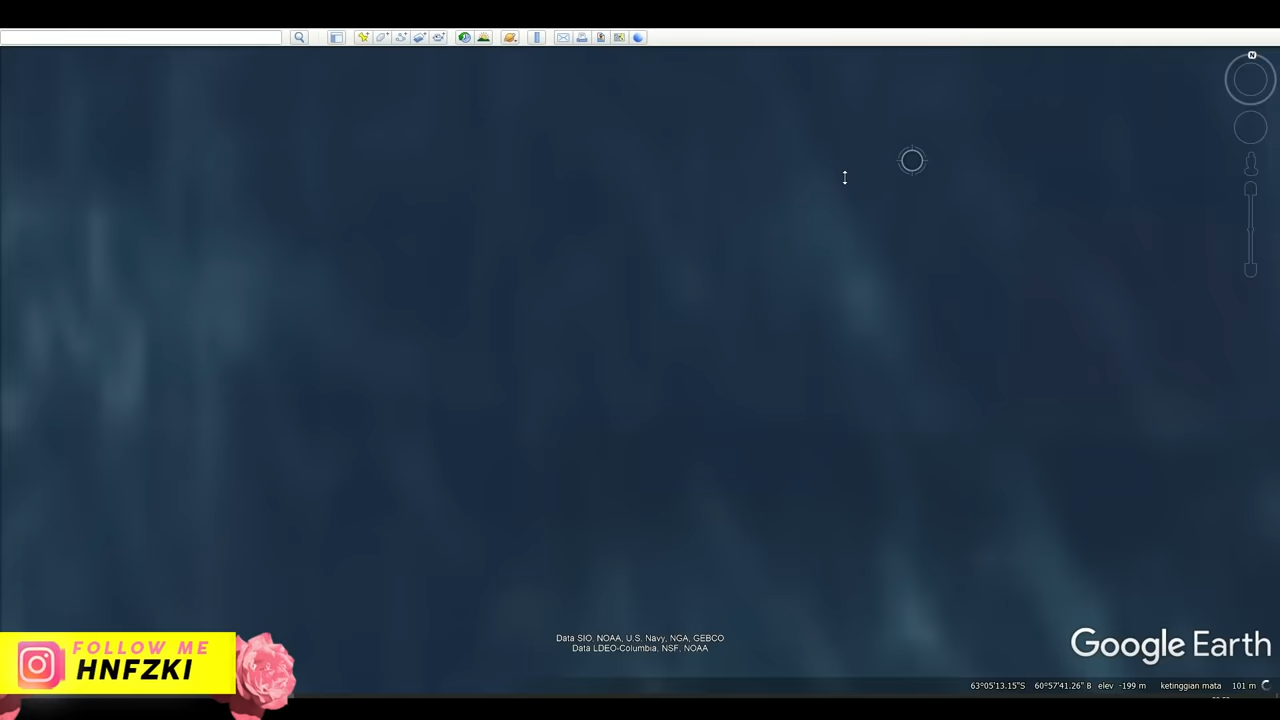 N
Data SIO, NOAA, U.S. Navy, NGA, GEBCO
Data LDEO-Columbia, NSF, NOAA
Google Earth
FOLLOW ME
HNFZKI
63°05'13.15"S 60°57'41.26" B elev -199 m ketinggian mata 101 m